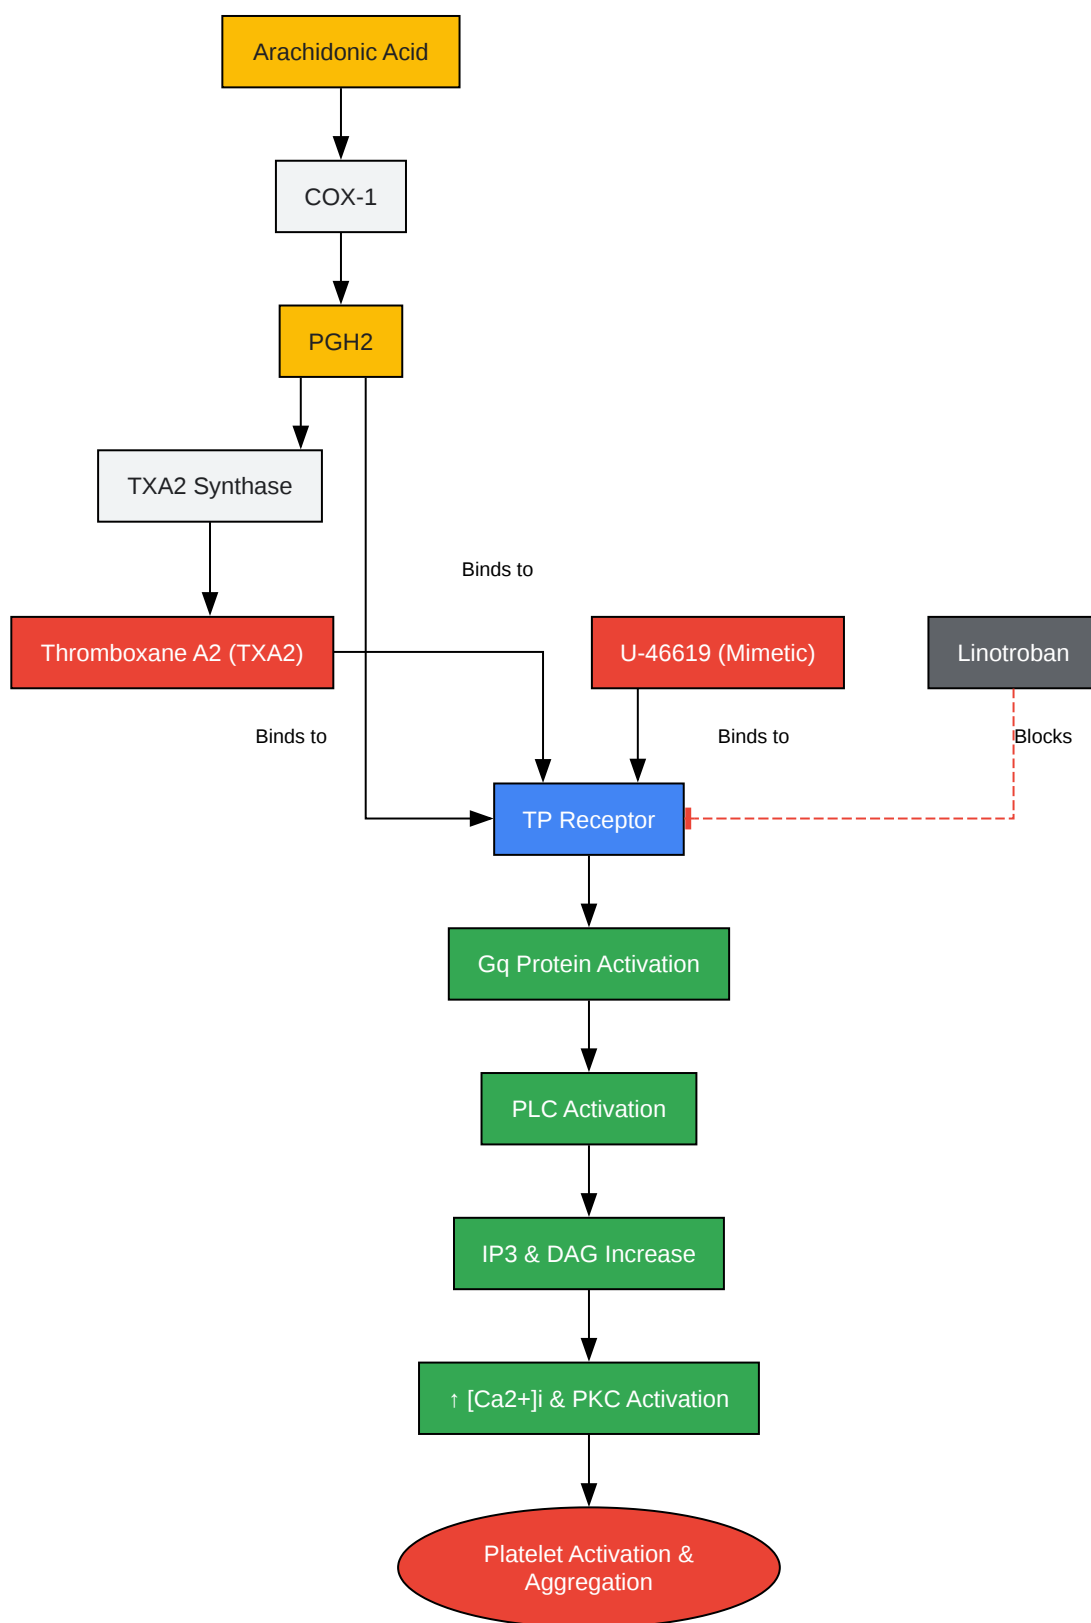 Arachidonic Acid
COX-1
PGH2
TXA2 Synthase
Binds to
Thromboxane A2 (TXA2)
U-46619 (Mimetic)
Linotroban
Binds to
Binds to
Blocks
TP Receptor
Gq Protein Activation
PLC Activation
IP3 & DAG Increase
↑ [Ca2+]i & PKC Activation
Platelet Activation &
Aggregation